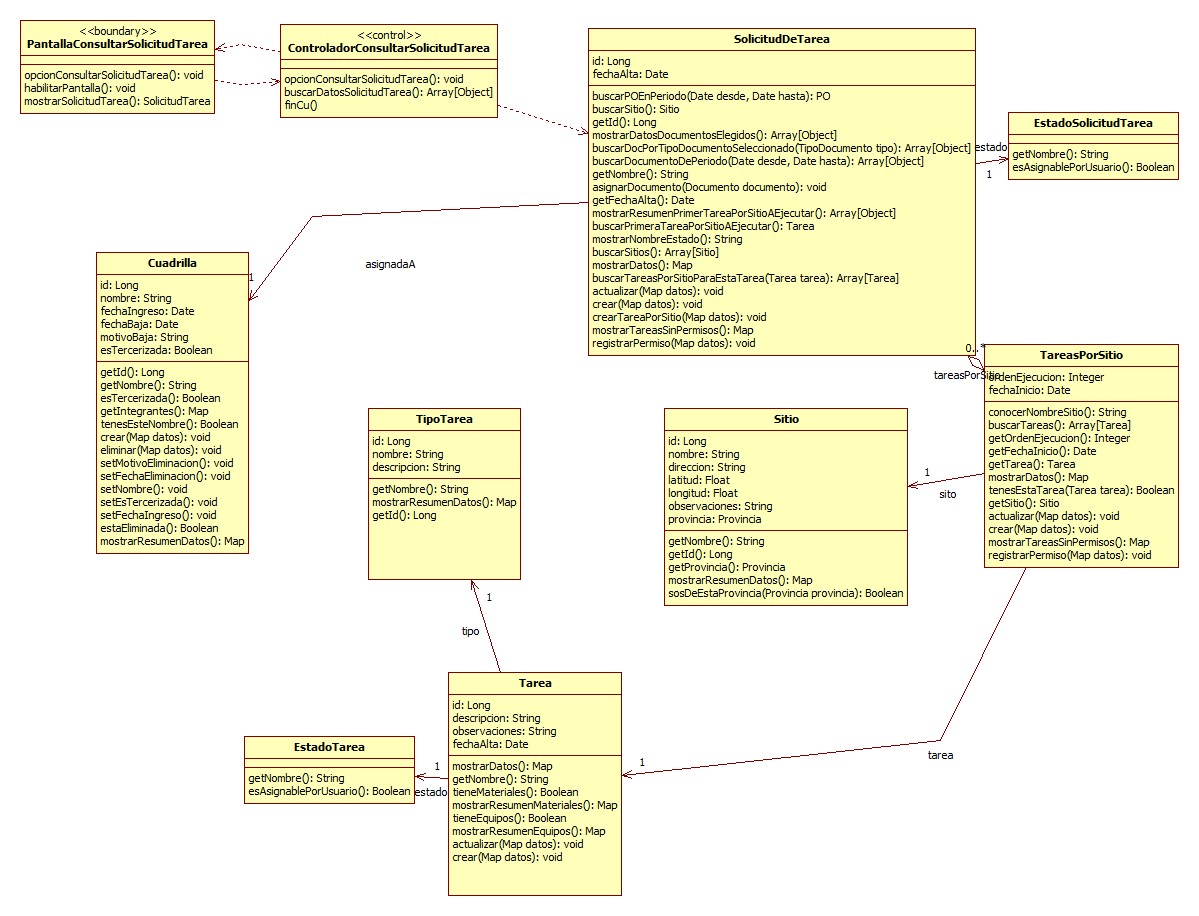 <<boundary>>
PantallaConsultarSolicitudTarea
opcionConsultarSolicitudTarea(): void
habilitarPantalla(): void
mostrarSolicitudTarea(): SolicitudTarea
<<control>>
ControladorConsultarSolicitudTarea
opcionConsultarSolicitudTarea(): void
buscarDatosSolicitudTarea(): Array[Object]
finCu()
SolicitudDeTarea
id: Long
fechaAlta: Date
buscarPOEnPeriodo(Date desde, Date hasta): PO
buscarSitio(): Sitio
getId(): Long
mostrarDatosDocumentosElegidos(): Array[Object]
buscarDocPorTipoDocumentoSeleccionado(TipoDocumento tipo): Array[Object]
buscarDocumentoDePeriodo(Date desde, Date hasta): Array[Object]
getNombre(): String
asignarDocumento(Documento documento): void
getFechaAlta(): Date
mostrarResumenPrimerTareaPorSitioAEjecutar(): Array[Object]
buscarPrimeraTareaPorSitioAEjecutar(): Tarea
mostrarNombreEstado(): String
buscarSitios(): Array[Sitio]
mostrarDatos(): Map
buscarTareasPorSitioParaEstaTarea(Tarea tarea): Array[Tarea]
actualizar(Map datos): void
crear(Map datos): void
crearTareaPorSitio(Map datos): void
mostrarTareasSinPermisos(): Map
registrarPermiso(Map datos): void
estado
1
EstadoSolicitudTarea
getNombre(): String
esAsignablePorUsuario(): Boolean
asignadaA
1
Cuadrilla
id: Long
nombre: String
fechaIngreso: Date
fechaBaja: Date
motivoBaja: String
esTercerizada: Boolean
getId(): Long
getNombre(): String
esTercerizada(): Boolean
getIntegrantes(): Map
tenesEsteNombre(): Boolean
crear(Map datos): void
eliminar(Map datos): void
setMotivoEliminacion(): void
setFechaEliminacion(): void
setNombre(): void
setEsTercerizada(): void
setFechaIngreso(): void
estaEliminada(): Boolean
mostrarResumenDatos(): Map
0..*
tareasPorSitio
TareasPorSitio
ordenEjecucion: Integer
fechaInicio: Date
conocerNombreSitio(): String
buscarTareas(): Array[Tarea]
getOrdenEjecucion(): Integer
getFechaInicio(): Date
getTarea(): Tarea
mostrarDatos(): Map
tenesEstaTarea(Tarea tarea): Boolean
getSitio(): Sitio
actualizar(Map datos): void
crear(Map datos): void
mostrarTareasSinPermisos(): Map
registrarPermiso(Map datos): void
TipoTarea
id: Long
nombre: String
descripcion: String
getNombre(): String
mostrarResumenDatos(): Map
getId(): Long
Sitio
id: Long
nombre: String
direccion: String
latitud: Float
longitud: Float
observaciones: String
provincia: Provincia
getNombre(): String
getId(): Long
getProvincia(): Provincia
mostrarResumenDatos(): Map
sosDeEstaProvincia(Provincia provincia): Boolean
1
sito
1
tipo
Tarea
id: Long
descripcion: String
observaciones: String
fechaAlta: Date
mostrarDatos(): Map
getNombre(): String
tieneMateriales(): Boolean
mostrarResumenMateriales(): Map
tieneEquipos(): Boolean
mostrarResumenEquipos(): Map
actualizar(Map datos): void
crear(Map datos): void
1
tarea
EstadoTarea
getNombre(): String
esAsignablePorUsuario(): Boolean
1
estado